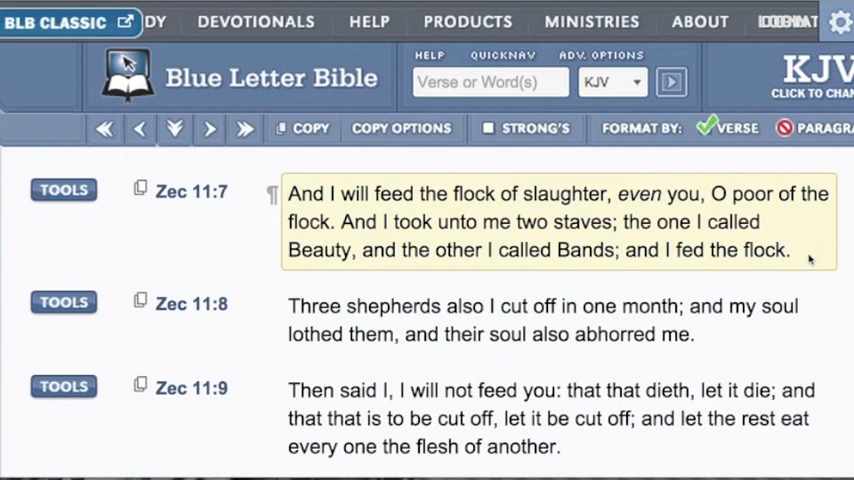 BLB CLASSIC DY DEVOTIONALS HELP PRODUCTS MINISTRIES ABOUT
HELP QUICKNAV ADV. OPTIONS
Blue Letter Bible Verse or Word(s) KJV KJV
CLICK TO CHAN
COPY COPY OPTIONS STRONG'S FORMAT BY: VERSE PARAGRA
TOOLS Zec 11:7 ¶ And I will feed the flock of slaughter, even you, O poor of the
flock. And I took unto me two staves; the one I called
Beauty, and the other I called Bands; and I fed the flock.
TOOLS Zec 11:8 Three shepherds also I cut off in one month; and my soul
lothed them, and their soul also abhorred me.
TOOLS Zec 11:9 Then said I, I will not feed you: that that dieth, let it die; and
that that is to be cut off, let it be cut off; and let the rest eat
every one the flesh of another.